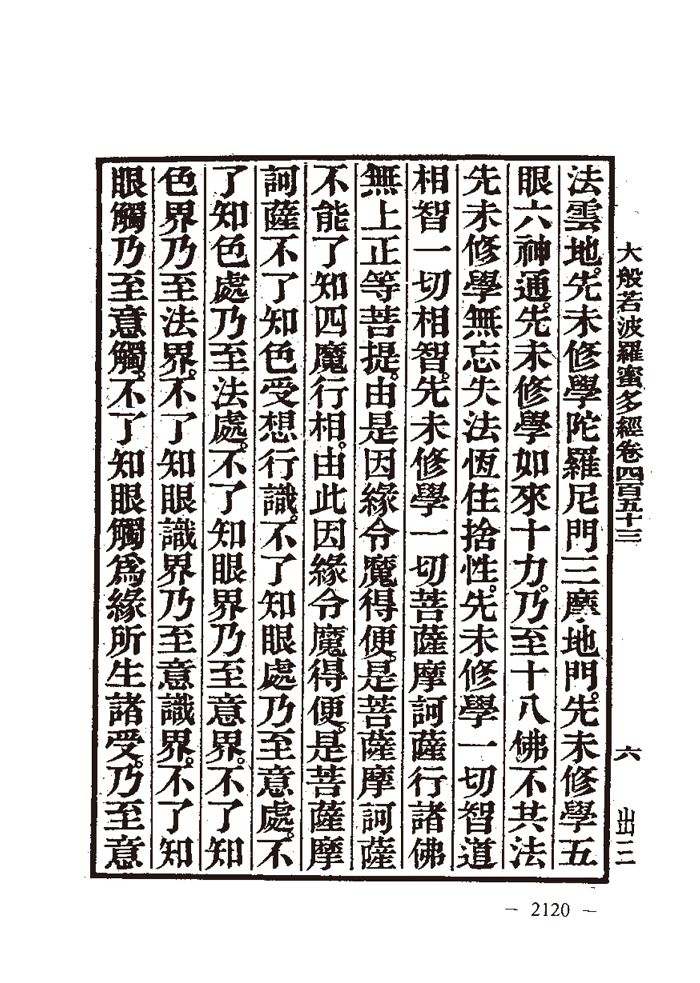 大般若波羅蜜多經卷四百五十三
六
出三
法雲地。先未修學陀羅尼門三摩地門。先未修學五
眼六神通。先未修學如來十力。乃至十八佛不共法
先未修學無忘失法恆住捨性。先未修學一切智道
相智一切相智。先未修學一切菩薩摩訶薩行諸佛
無上正等菩提。由是因緣令魔得便。是菩薩摩訶薩
不能了知四魔行相。由此因緣令魔得便。是菩薩摩
訶薩不了知色受想行識。不了知眼處乃至意處。不
了知色處乃至法處。不了知眼界乃至意界。不了知
色界乃至法界。不了知眼識界乃至意識界。不了知
眼觸乃至意觸。不了知眼觸爲緣所生諸受。乃至意
— 2120 —